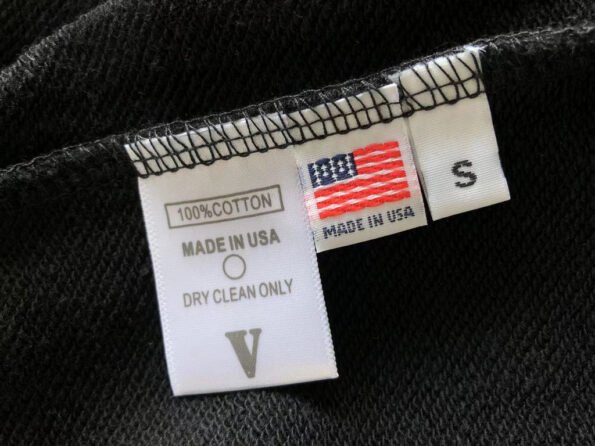 100%COTTON
MADE IN USA
DRY CLEAN ONLY
V
MADE IN USA
S